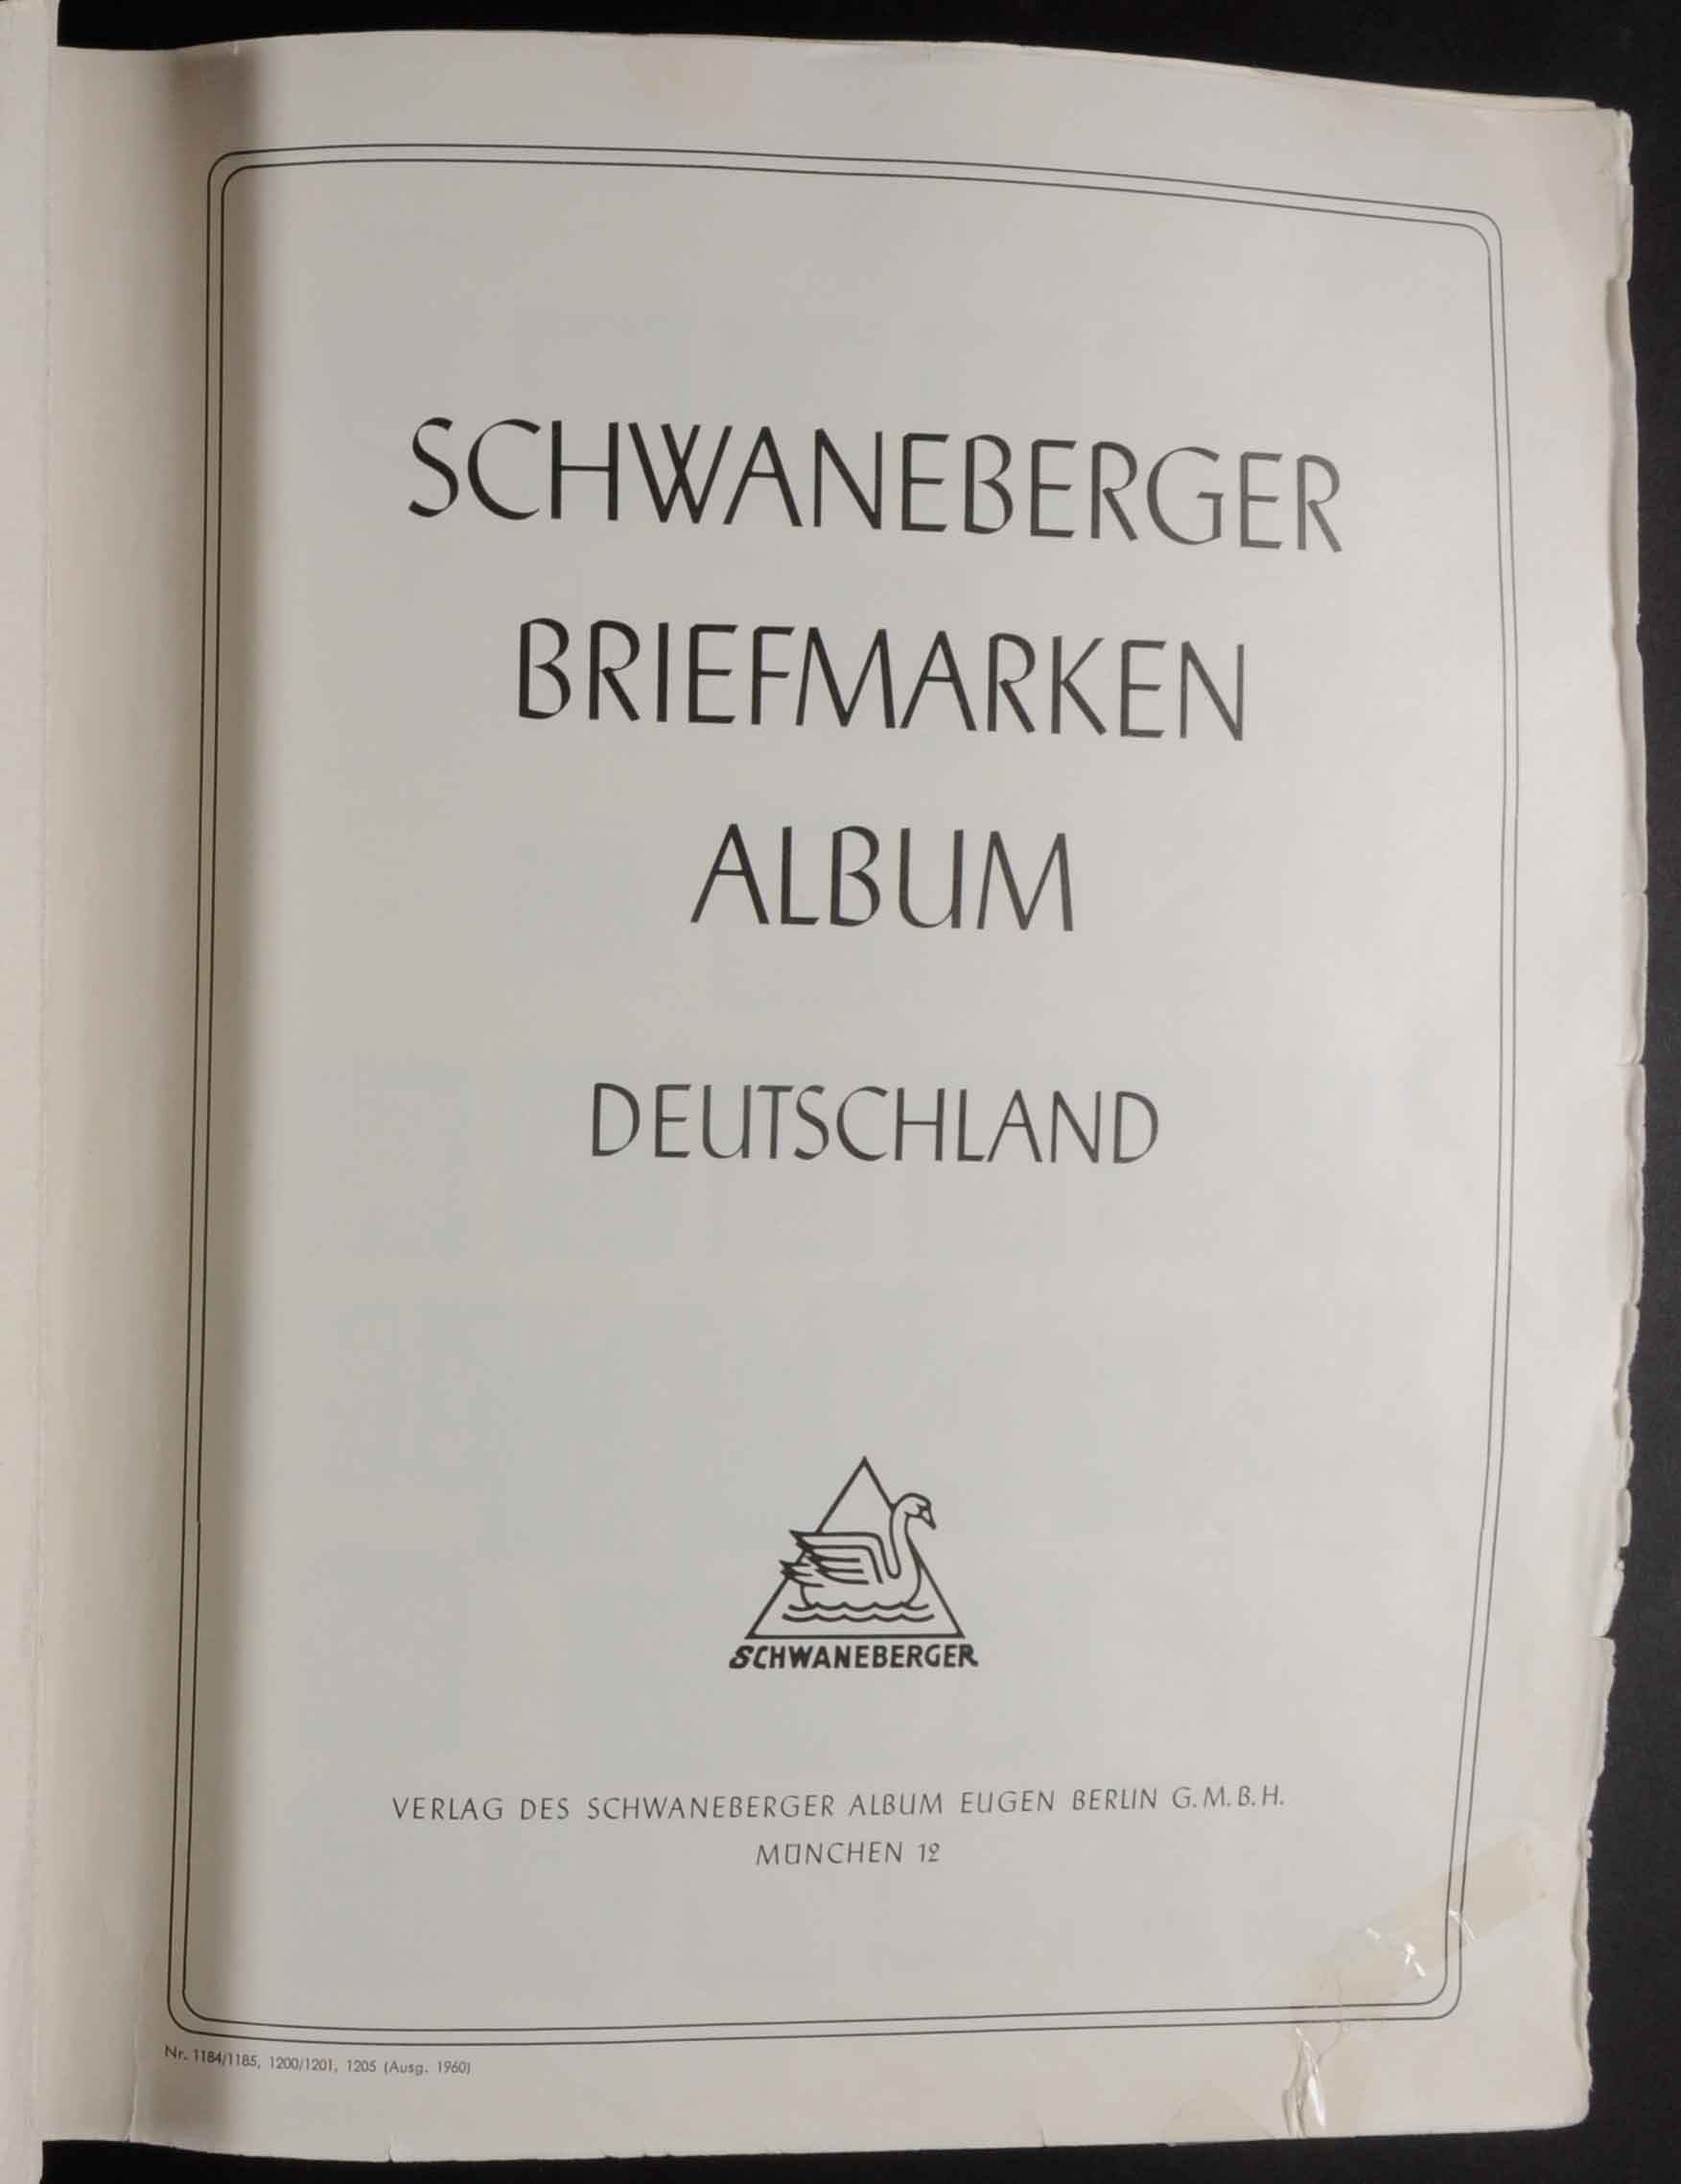 SCHWANEBERGER
BRIEFMARKEN
ALBUM
DEUTSCHLAND
SCHWANEBERGER
VERLAG DES SCHWANEBERGER ALBUM EUGEN BERLIN G.M.B.H.
MÜNCHEN 12
Nr. 1184/1185, 1200/1201, 1205 (Ausg. 1960)